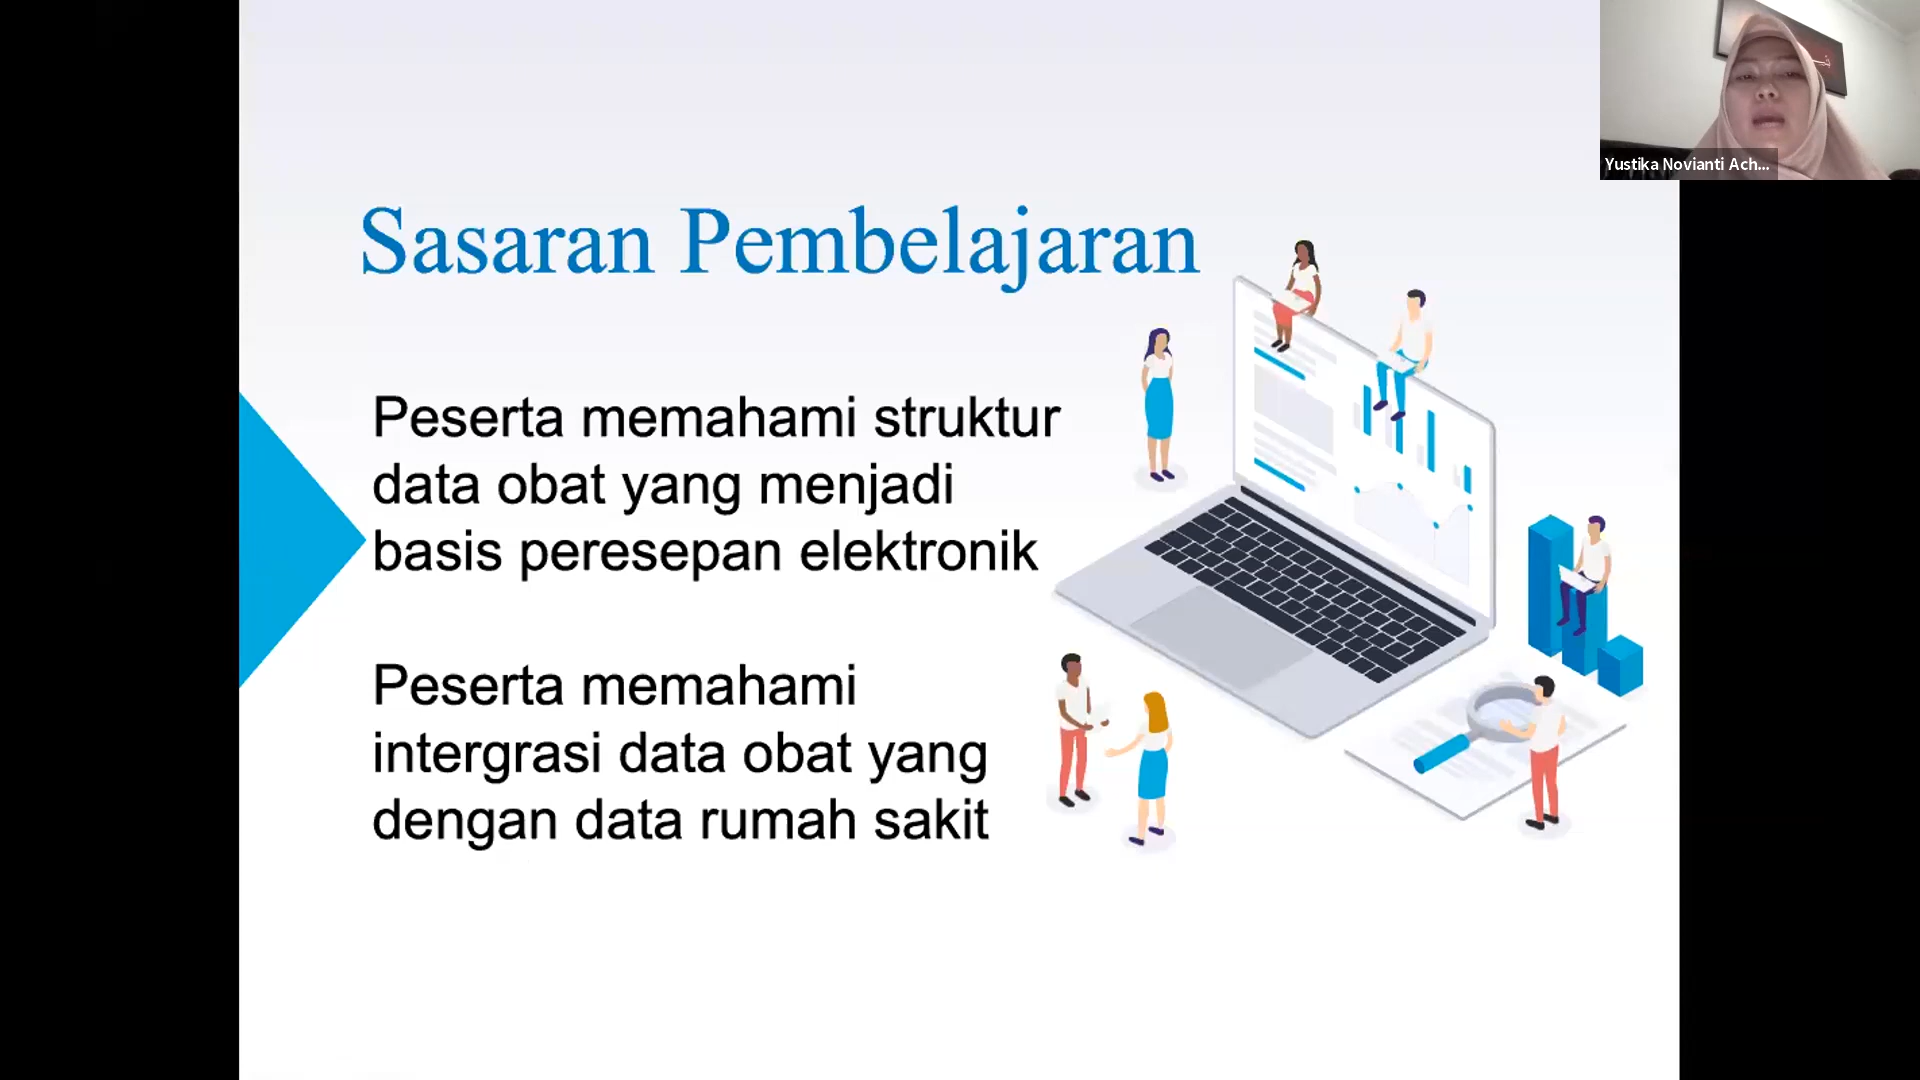 Yustika Novianti Ach...
Sasaran Pembelajaran
Peserta memahami struktur
data obat yang menjadi
basis peresepan elektronik
Peserta memahami
intergrasi data obat yang
dengan data rumah sakit